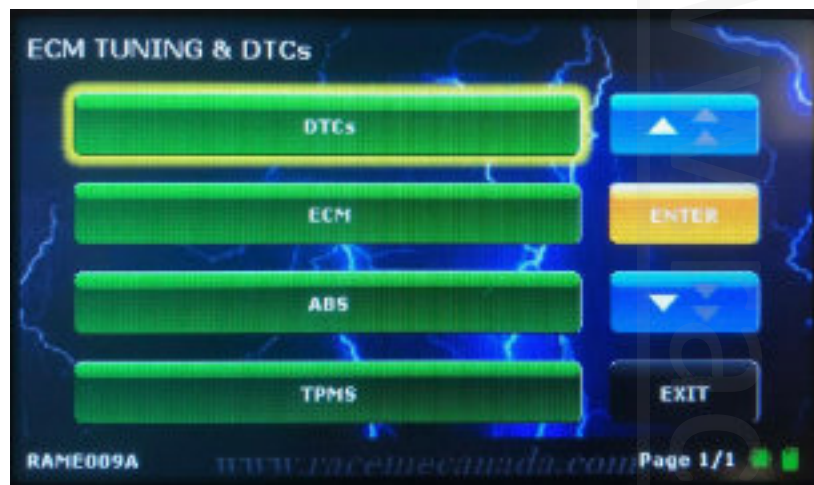 ECM TUNING & DTCs
DTCs
ECM
ENTER
ABS
TPMS
EXIT
RAME009A
www.racemecanada.com
Page 1/1